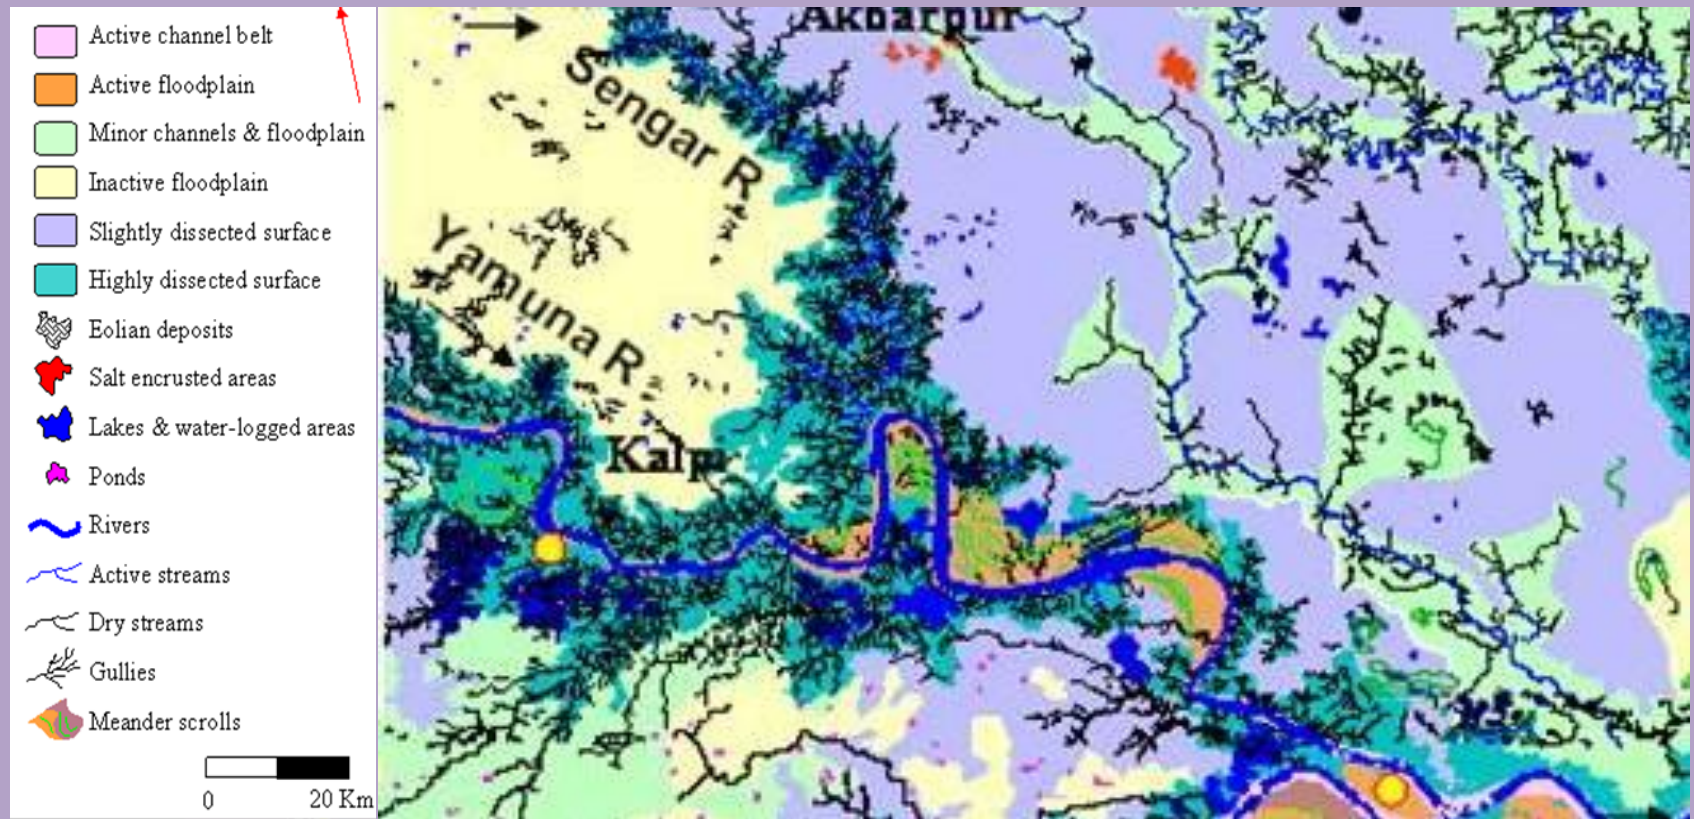 Active channel belt
Active floodplain
Minor channels & floodplain
Inactive floodplain
Slightly dissected surface
Highly dissected surface
Eolian deposits
Salt encrusted areas
Lakes & water-logged areas
Ponds
Rivers
Active streams
Dry streams
Gullies
Meander scrolls
0 20 Km
Akbarpur
Sengar R
Yamuna R
Kalpi